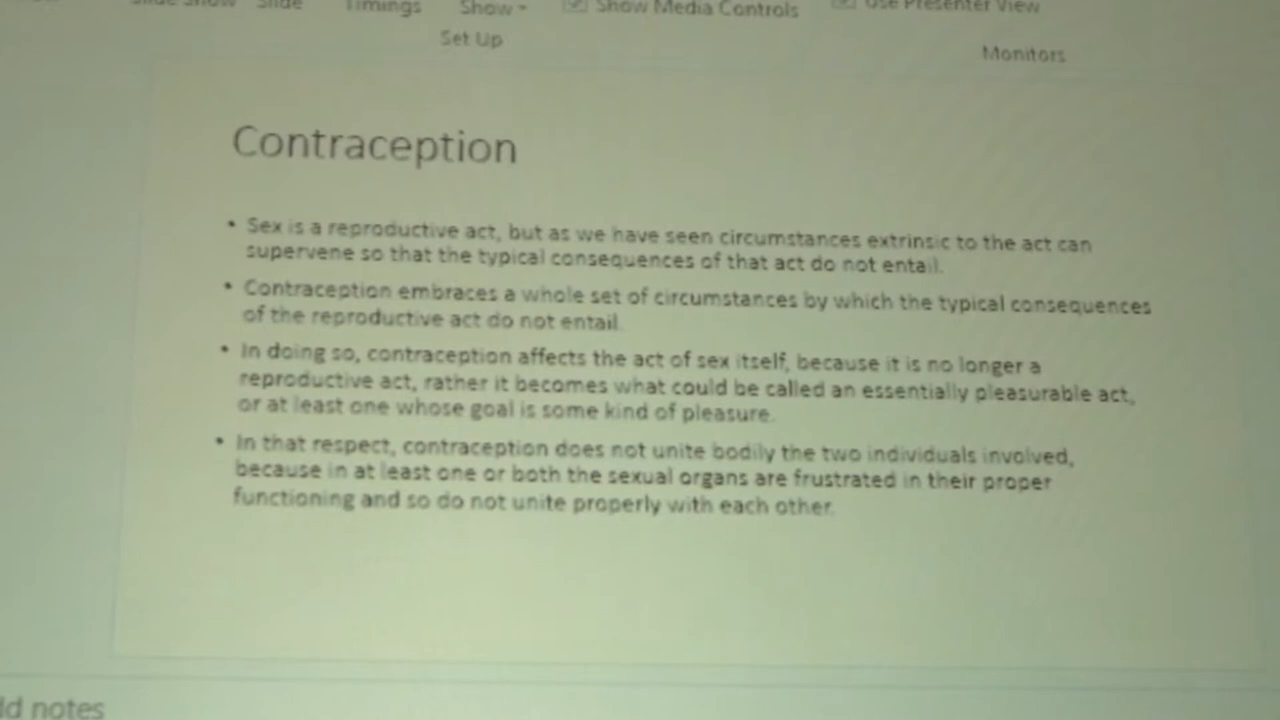 Slide Show Slide Timings Show Show Media Controls Use Presenter View
Set Up
Monitors
Contraception
• Sex is a reproductive act, but as we have seen circumstances extrinsic to the act can
supervene so that the typical consequences of that act do not entail.
• Contraception embraces a whole set of circumstances by which the typical consequences
of the reproductive act do not entail.
• In doing so, contraception affects the act of sex itself, because it is no longer a
reproductive act, rather it becomes what could be called an essentially pleasurable act,
or at least one whose goal is some kind of pleasure.
• In that respect, contraception does not unite bodily the two individuals involved,
because in at least one or both the sexual organs are frustrated in their proper
functioning and so do not unite properly with each other.
dd notes